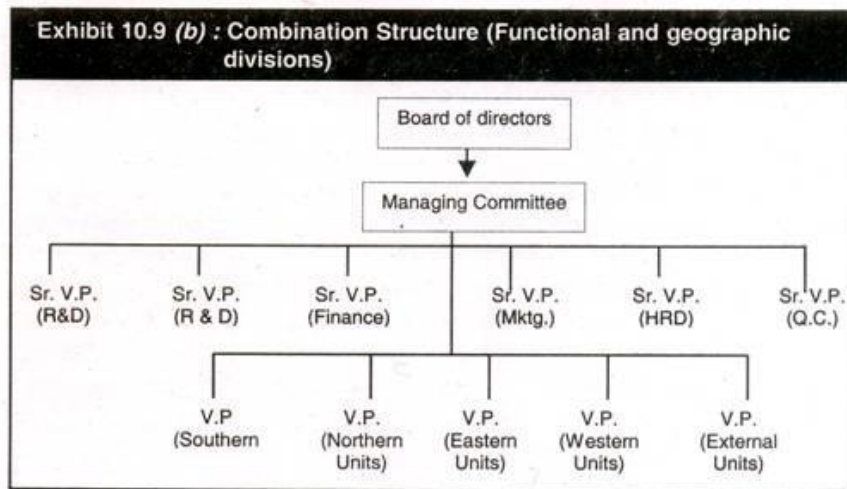 Exhibit 10.9 (b) : Combination Structure (Functional and geographic
divisions)
Board of directors
Managing Committee
Sr. V.P. Sr. V.P. Sr. V.P. Sr. V.P. Sr. V.P. Sr. V.P.
(R&D) (R & D) (Finance) (Mktg.) (HRD) (Q.C.)
V.P V.P. V.P. V.P. V.P.
(Southern (Northern (Eastern (Western (External
Units) Units) Units) Units)